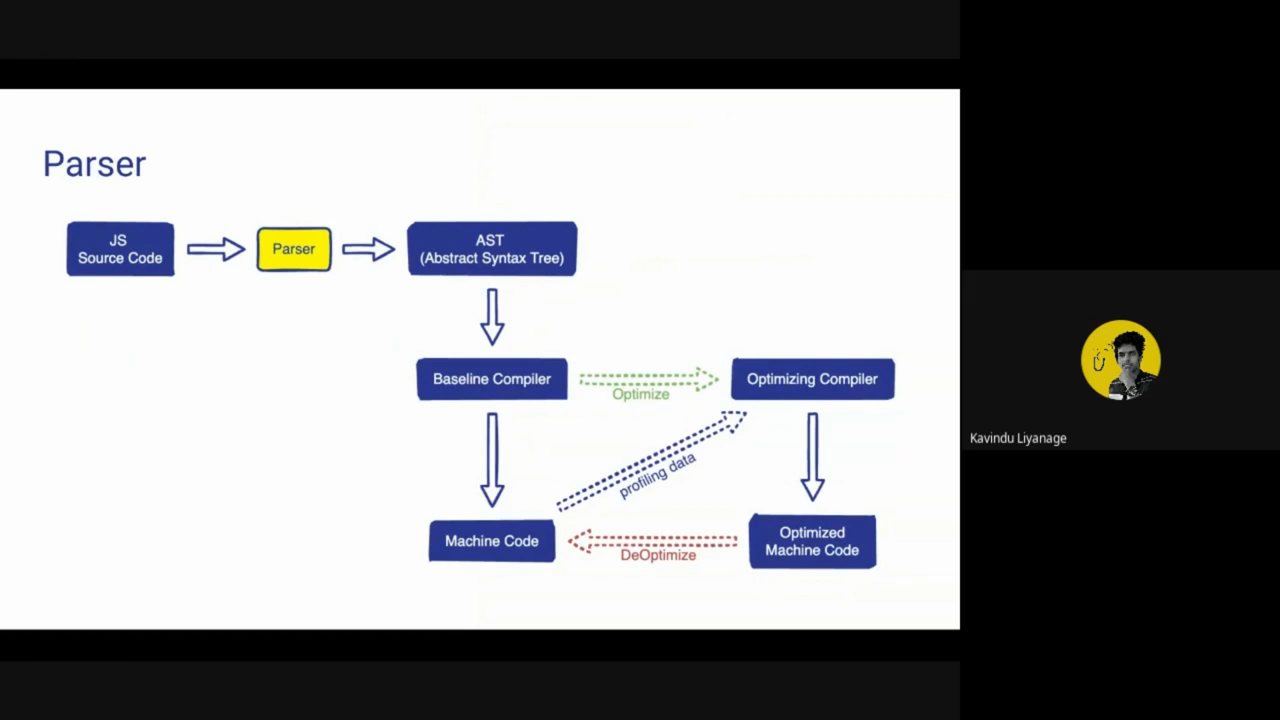 Parser
JS
Source Code
Parser
AST
(Abstract Syntax Tree)
Baseline Compiler
Optimize
Optimizing Compiler
profiling data
Machine Code
DeOptimize
Optimized
Machine Code
Kavindu Liyanage